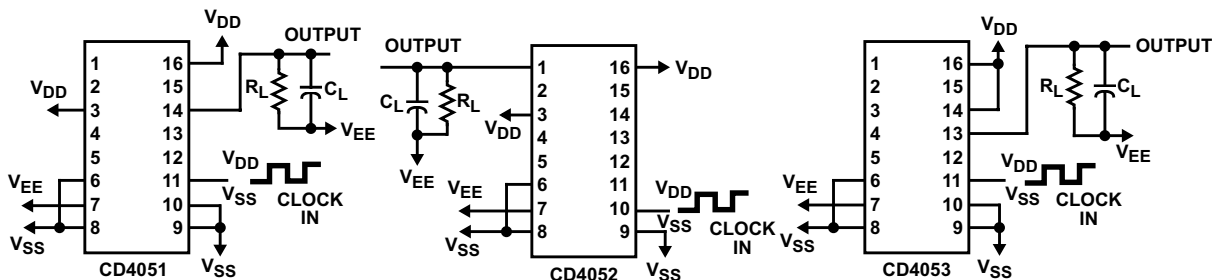 VDD
OUTPUT
1 16
2 15
VDD 3 14 RL CL
4 13 VEE
5 12
6 11 VDD VSS CLOCK IN
VEE 7 10
VSS 8 9 VSS
CD4051
OUTPUT
1 16 VDD
2 15
CL RL VDD 3 14
4 13
VEE 5 12
6 11
VEE 7 10 VDD VSS CLOCK IN
VSS 8 9 VSS
CD4052
VDD
OUTPUT
1 16
2 15 RL CL
3 14
4 13 VEE
5 12
6 11 VDD VSS CLOCK IN
VEE 7 10
VSS 8 9 VSS
CD4053